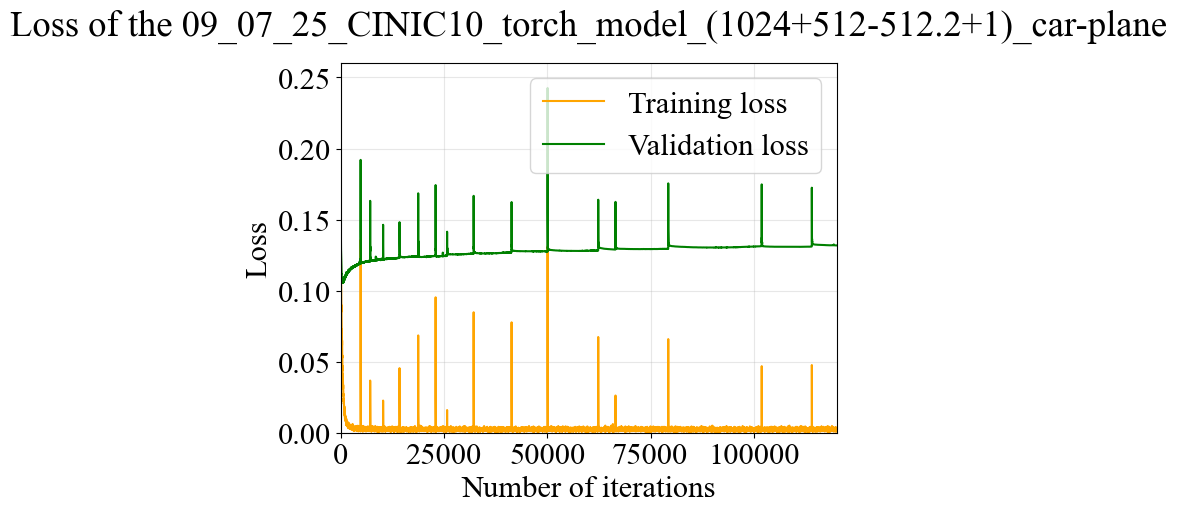 Loss of the 09_07_25_CINIC10_torch_model_(1024+512-512.2+1)_car-plane
0.25
0.20
0.15
0.10
0.05
0.00
Loss
Training loss
Validation loss
0 25000 50000 75000 100000
Number of iterations